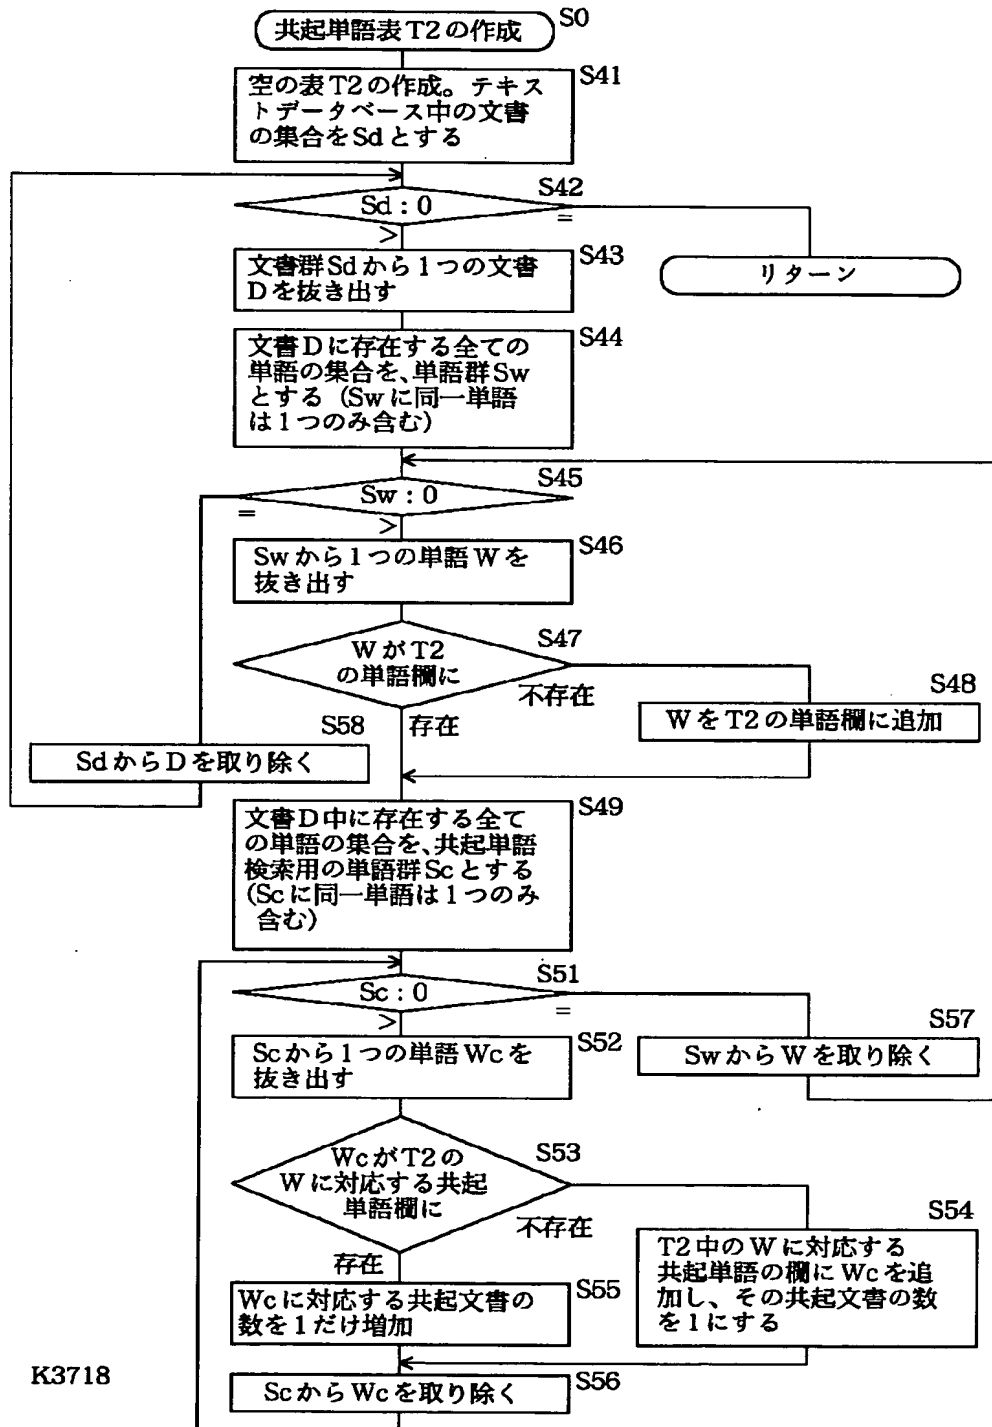 共起単語表T2の作成
S0
空の表T2の作成。テキス
トデータベース中の文書
の集合をSdとする
S41
Sd : 0
S42
=
>
文書群Sdから1つの文書
Dを抜き出す
S43
リターン
文書Dに存在する全ての
単語の集合を、単語群Sw
とする（Swに同一単語
は1つのみ含む）
S44
Sw : 0
S45
=
>
Swから1つの単語Wを
抜き出す
S46
WがT2
の単語欄に
S47
不存在
存在
S48
WをT2の単語欄に追加
S58
SdからDを取り除く
文書D中に存在する全て
の単語の集合を、共起単語
検索用の単語群Scとする
(Scに同一単語は1つのみ
含む)
S49
Sc : 0
S51
=
>
S57
SwからWを取り除く
Scから1つの単語Wcを
抜き出す
S52
WcがT2の
Wに対応する共起
単語欄に
S53
不存在
存在
S54
T2中のWに対応する
共起単語の欄にWcを追
加し、その共起文書の数
を1にする
Wcに対応する共起文書の
数を1だけ増加
S55
ScからWcを取り除く
S56
K3718